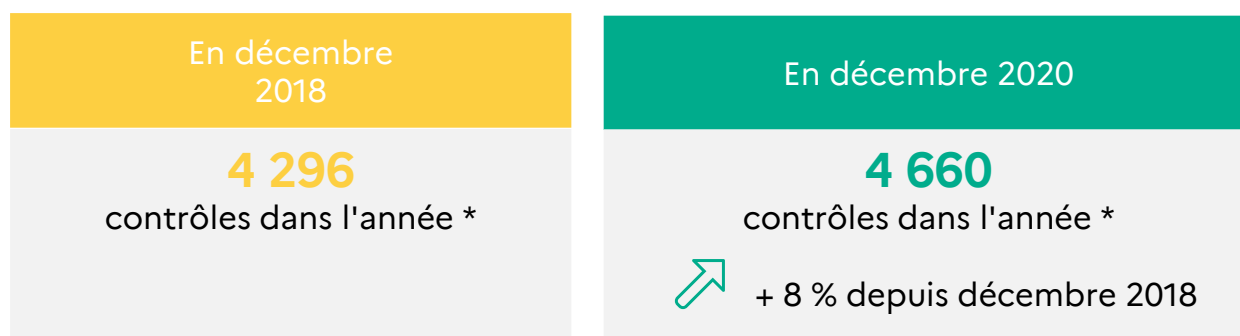 En décembre
2018
4 296
contrôles dans l'année *
En décembre 2020
4 660
contrôles dans l'année *
+ 8 % depuis décembre 2018